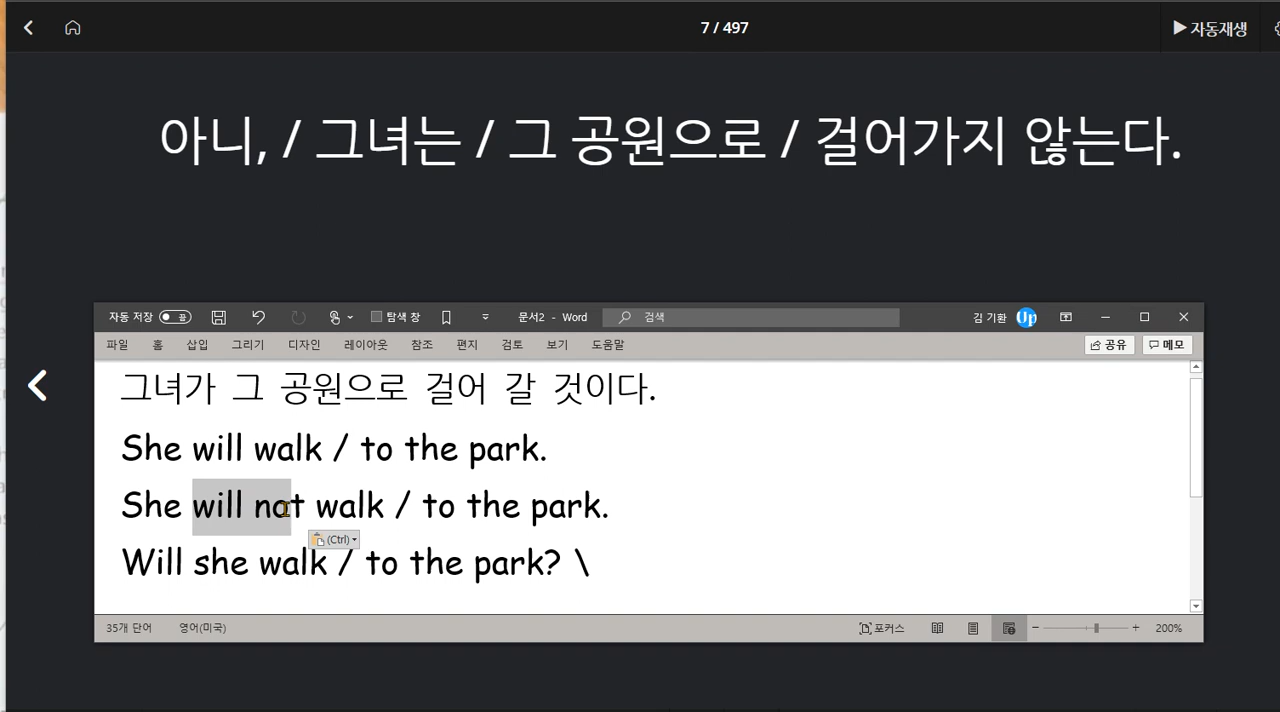 7 / 497
▶ 자동재생
아니, / 그녀는 / 그 공원으로 / 걸어가지 않는다.
자동 저장 끔 탐색 창 문서2 - Word 검색 김 기환 Up
파일 홈 삽입 그리기 디자인 레이아웃 참조 편지 검토 보기 도움말 공유 메모
그녀가 그 공원으로 걸어 갈 것이다.
She will walk / to the park.
She will not walk / to the park.
(Ctrl)
Will she walk / to the park? \
35개 단어 영어(미국) 포커스 200%